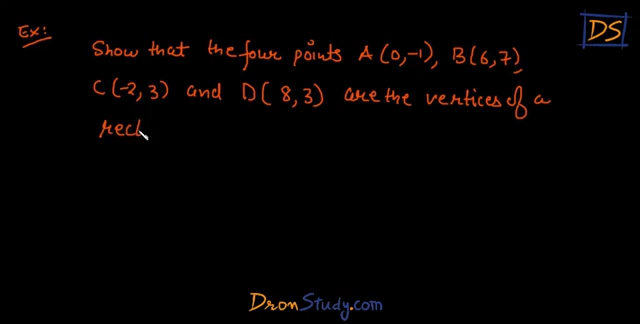 Ex:
DS
Show that the four points A(0,-1), B(6,7),
C(-2,3) and D(8,3) are the vertices of a
rect
DronStudy.com